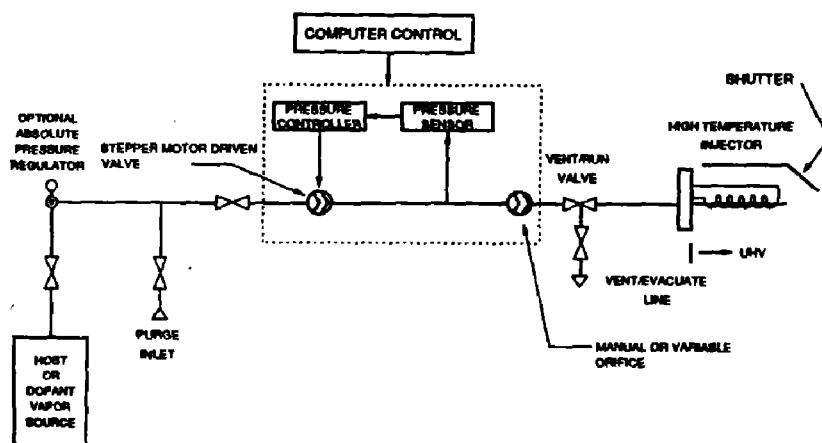 COMPUTER CONTROL
SHUTTER
PRESSURE
CONTROLLER
PRESSURE
SENSOR
OPTIONAL
ABSOLUTE
PRESSURE
REGULATOR
STEPPER MOTOR DRIVEN
VALVE
VENT/RUN
VALVE
HIGH TEMPERATURE
INJECTOR
UHV
VENT/EVACUATE
LINE
PURGE
INLET
MANUAL OR VARIABLE
ORIFICE
HOST
OR
DOPANT
VAPOR
SOURCE